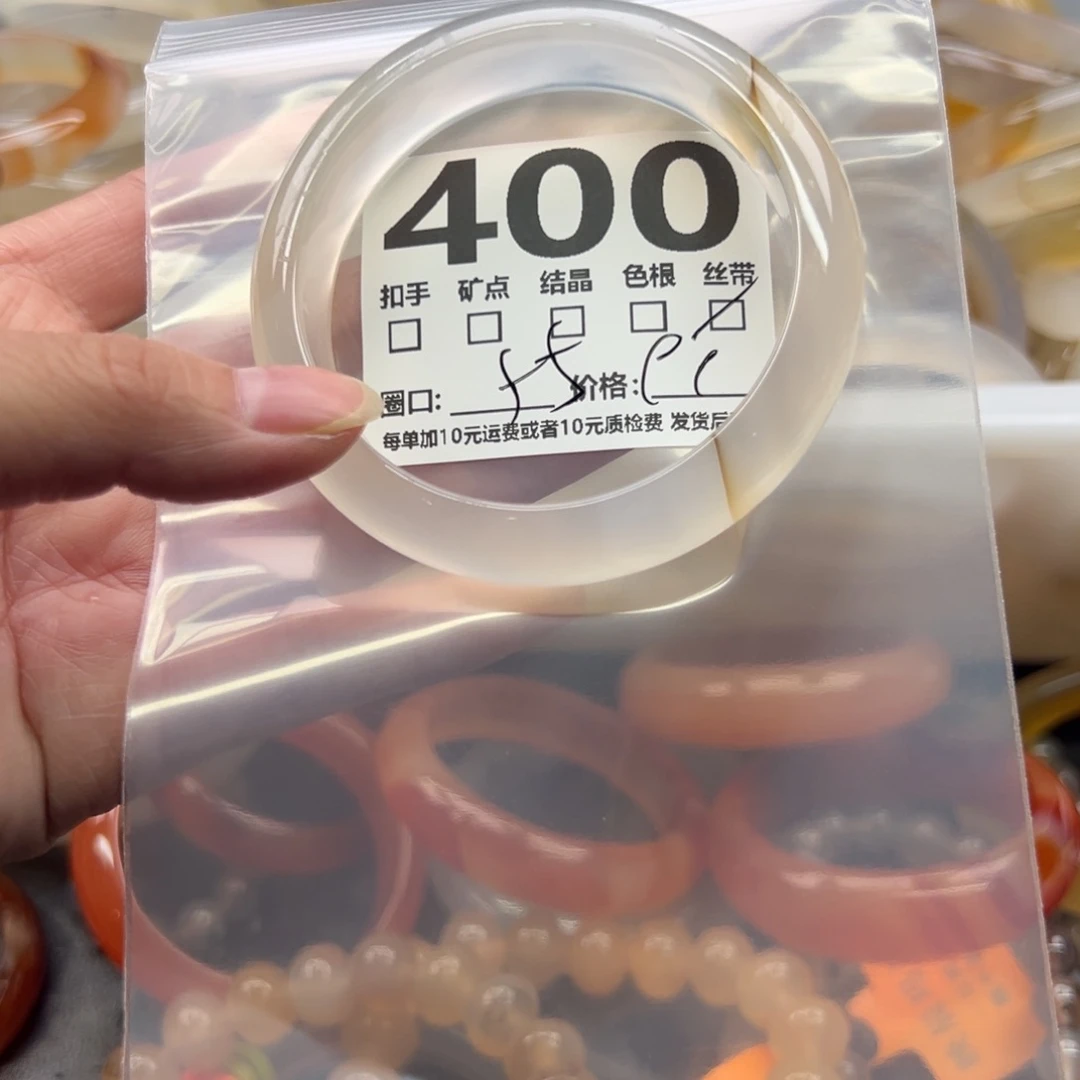 400
扣手 矿点 结晶 色根 丝带
圈口: 55 价格:
每单加10元运费或者10元质检费 发货后